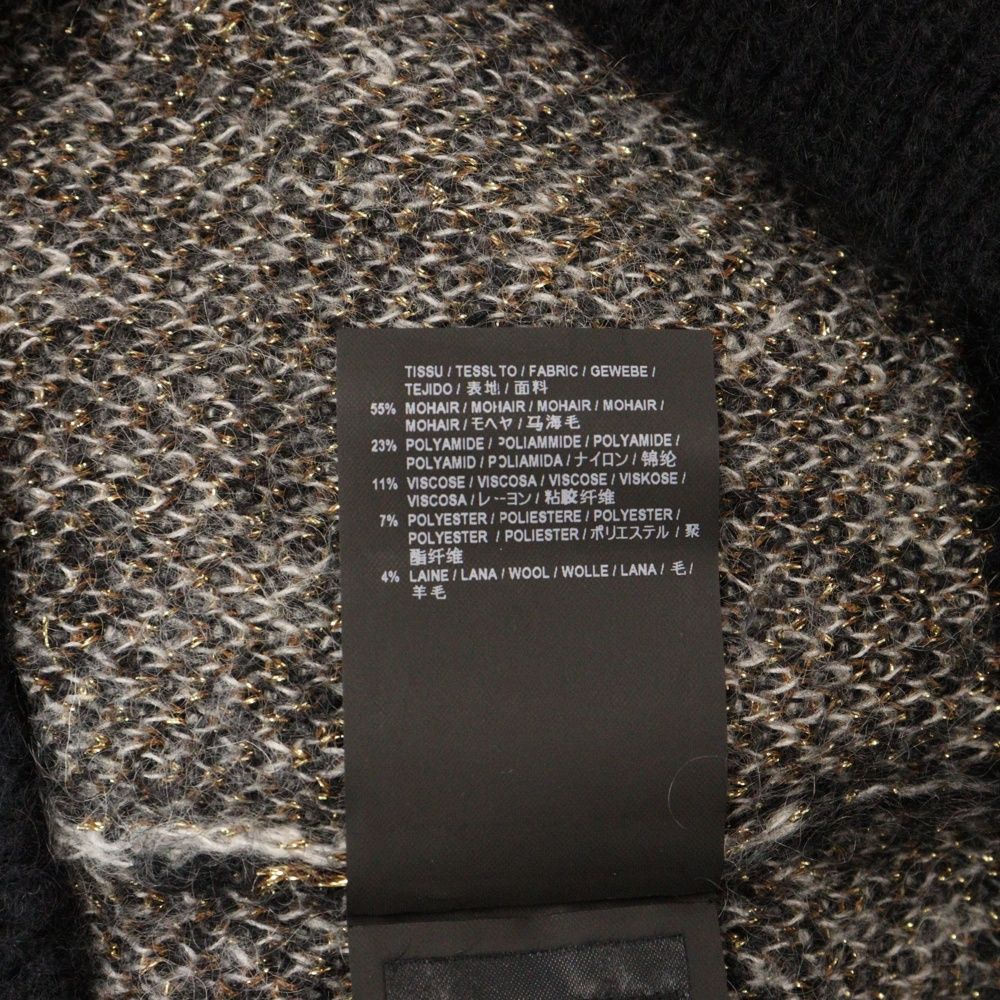 TISSU / TESSUTO / FABRIC / GEWEBE /
TEJIDO / 表地 / 面料
55% MOHAIR / MOHAIR / MOHAIR / MOHAIR /
MOHAIR / モヘヤ / 马海毛
23% POLYAMIDE / POLIAMMIDE / POLYAMIDE /
POLYAMID / POLIAMIDA / ナイロン / 锦纶
11% VISCOSE / VISCOSA / VISCOSE / VISKOSE /
VISCOSA / レーヨン / 粘胶纤维
7% POLYESTER / POLIESTERE / POLYESTER /
POLYESTER / POLIESTER / ポリエステル / 聚
酯纤维
4% LAINE / LANA / WOOL / WOLLE / LANA / 毛 /
羊毛